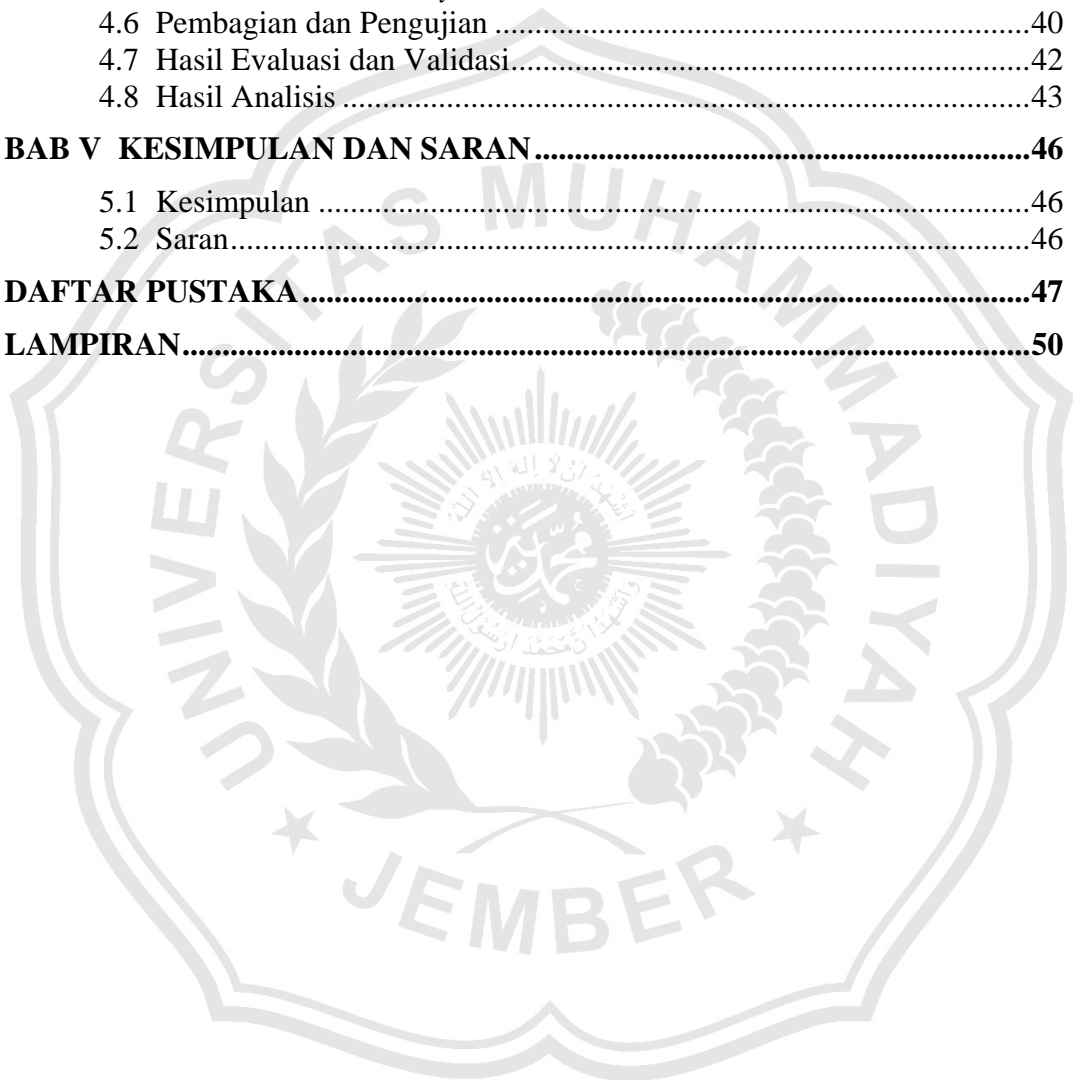 4.6 Pembagian dan Pengujian ........................................................................40
4.7 Hasil Evaluasi dan Validasi......................................................................42
4.8 Hasil Analisis ...........................................................................................43
BAB V KESIMPULAN DAN SARAN ...............................................................46
5.1 Kesimpulan ..............................................................................................46
5.2 Saran.........................................................................................................46
DAFTAR PUSTAKA ...........................................................................................47
LAMPIRAN..........................................................................................................50
UNIVERSITAS MUHAMMADIYAH
JEMBER